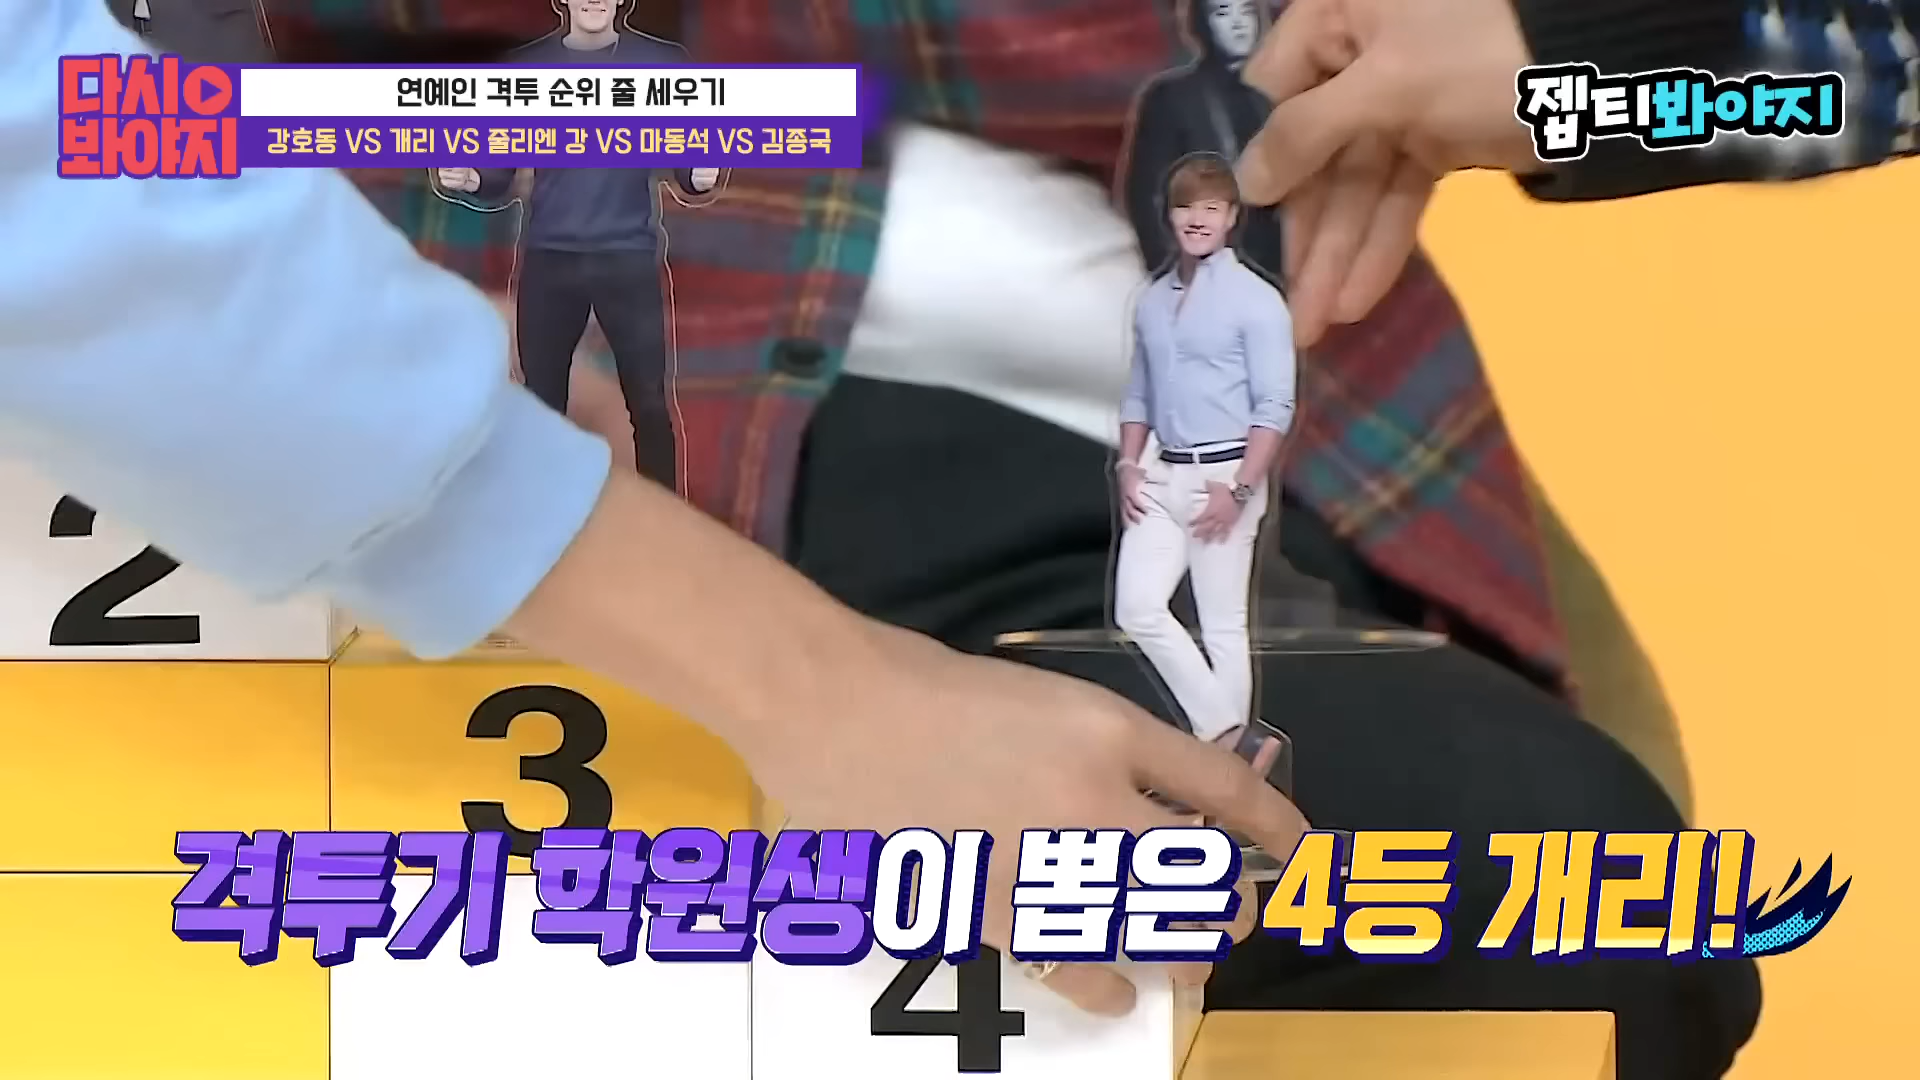 다시
봐야지
연예인 격투 순위 줄 세우기
강호동 VS 개리 VS 줄리엔 강 VS 마동석 VS 김종국
젭티봐야지
2
3
격투기 학원생이 뽑은 4등 개리!
4